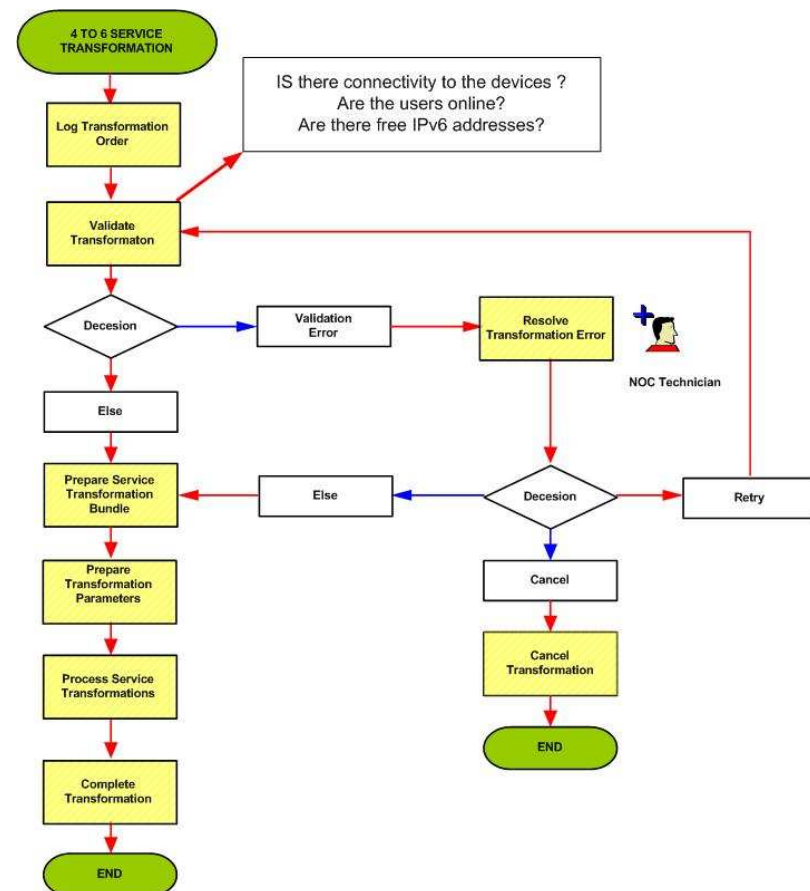 4 TO 6 SERVICE
TRANSFORMATION
IS there connectivity to the devices ?
Are the users online?
Are there free IPv6 addresses?
Log Transformation
Order
Validate
Transformaton
Decesion
Validation
Error
Resolve
Transformation Error
NOC Technician
Else
Prepare Service
Transformation
Bundle
Else
Decesion
Retry
Prepare
Transformation
Parameters
Cancel
Process Service
Transformations
Cancel
Transformation
END
Complete
Transformation
END